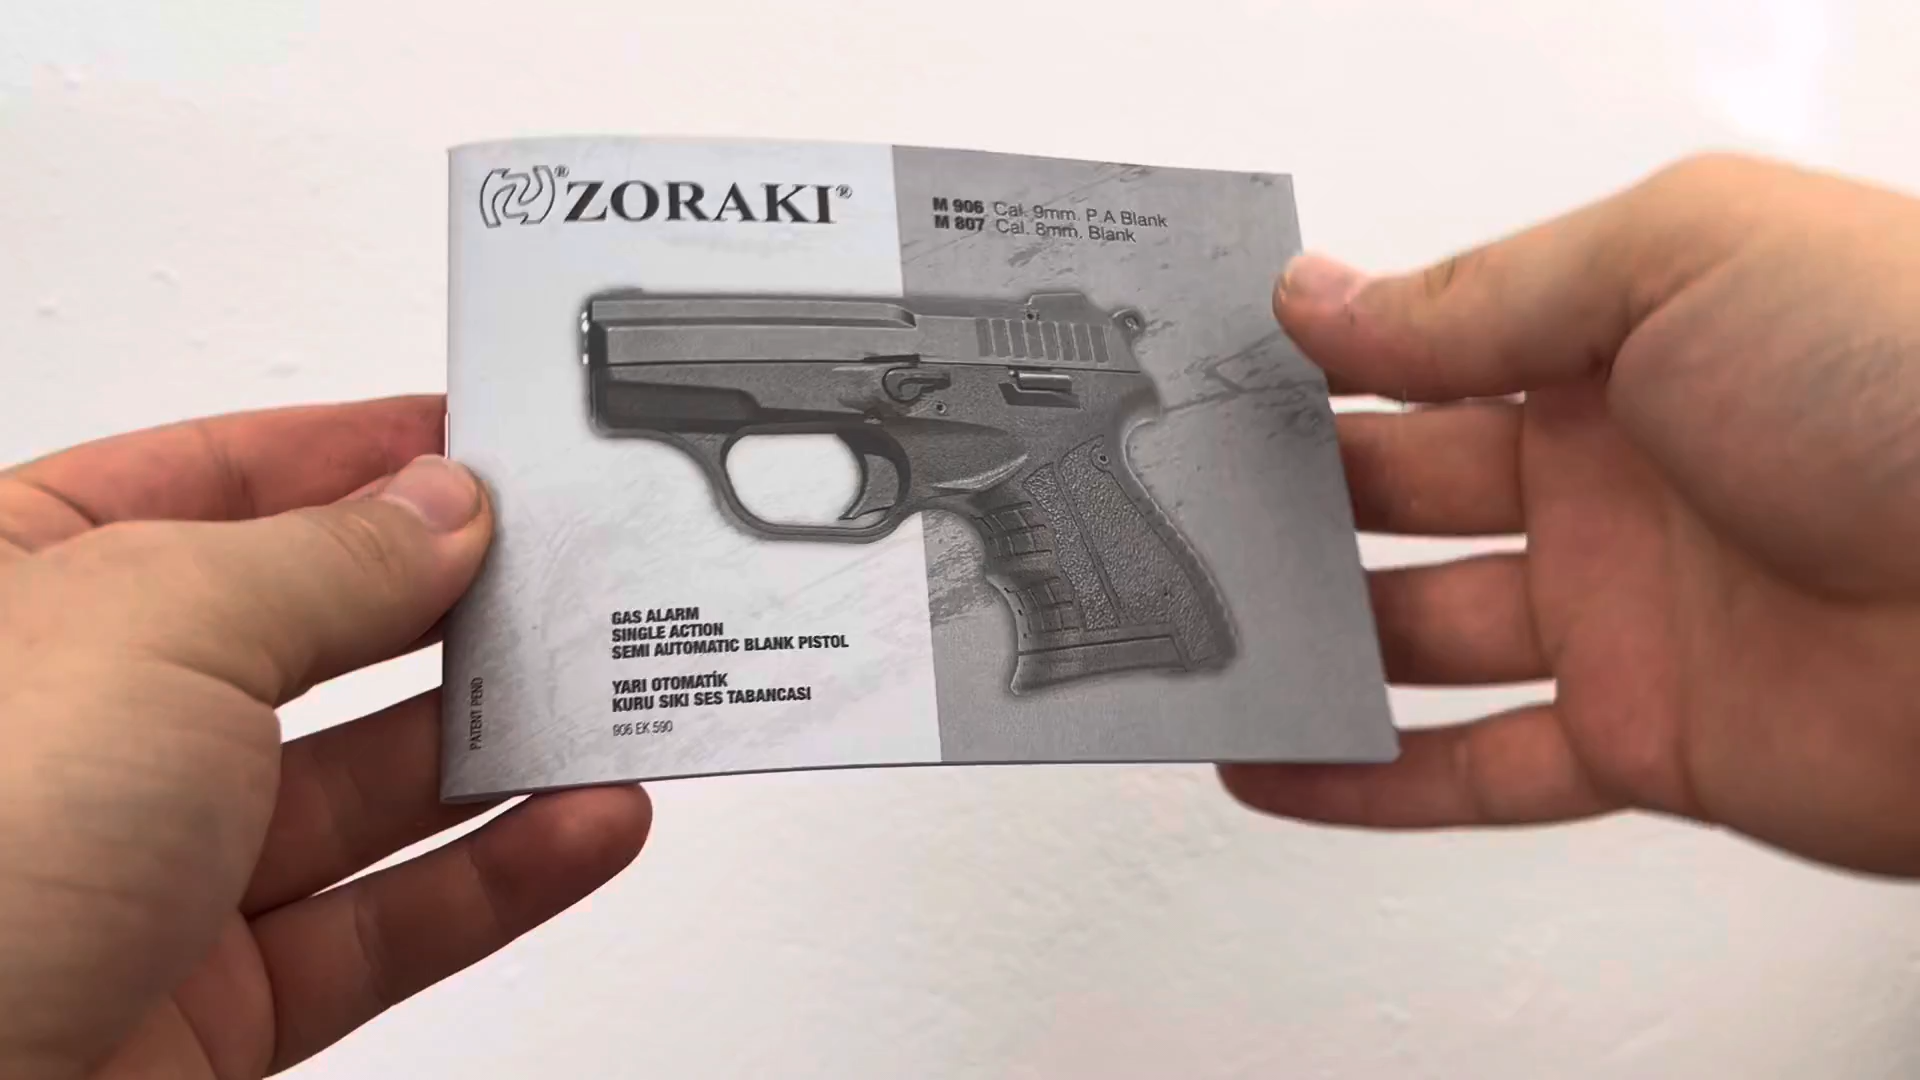 ZORAKI®
M 906 Cal. 9mm. P.A Blank
M 807 Cal. 8mm. Blank
GAS ALARM
SINGLE ACTION
SEMI AUTOMATIC BLANK PISTOL
YARI OTOMATİK
KURU SIKI SES TABANCASI
906 EK 590
PATENT PEND